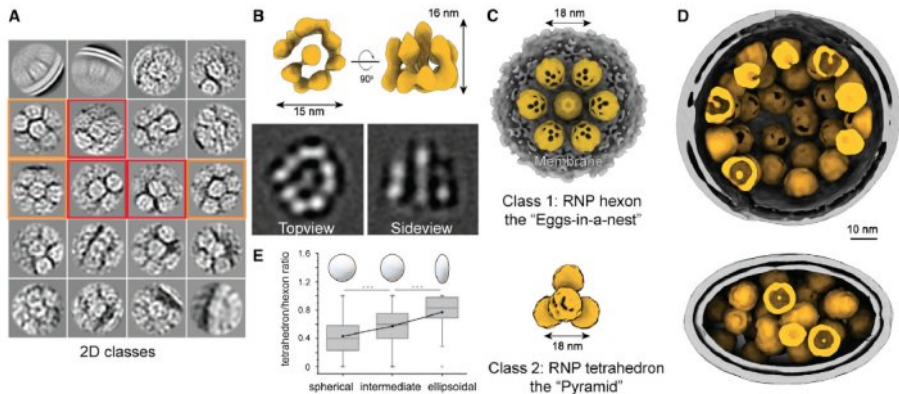 A
2D classes
B
16 nm
90°
15 nm
Topview
Sideview
C
18 nm
Membrane
Class 1: RNP hexon
the “Eggs-in-a-nest”
18 nm
Class 2: RNP tetrahedron
the “Pyramid”
D
10 nm
E
tetrahedron/hexon ratio
1.6
1.2
0.8
0.4
0
***
***
spherical
intermediate
ellipsoidal